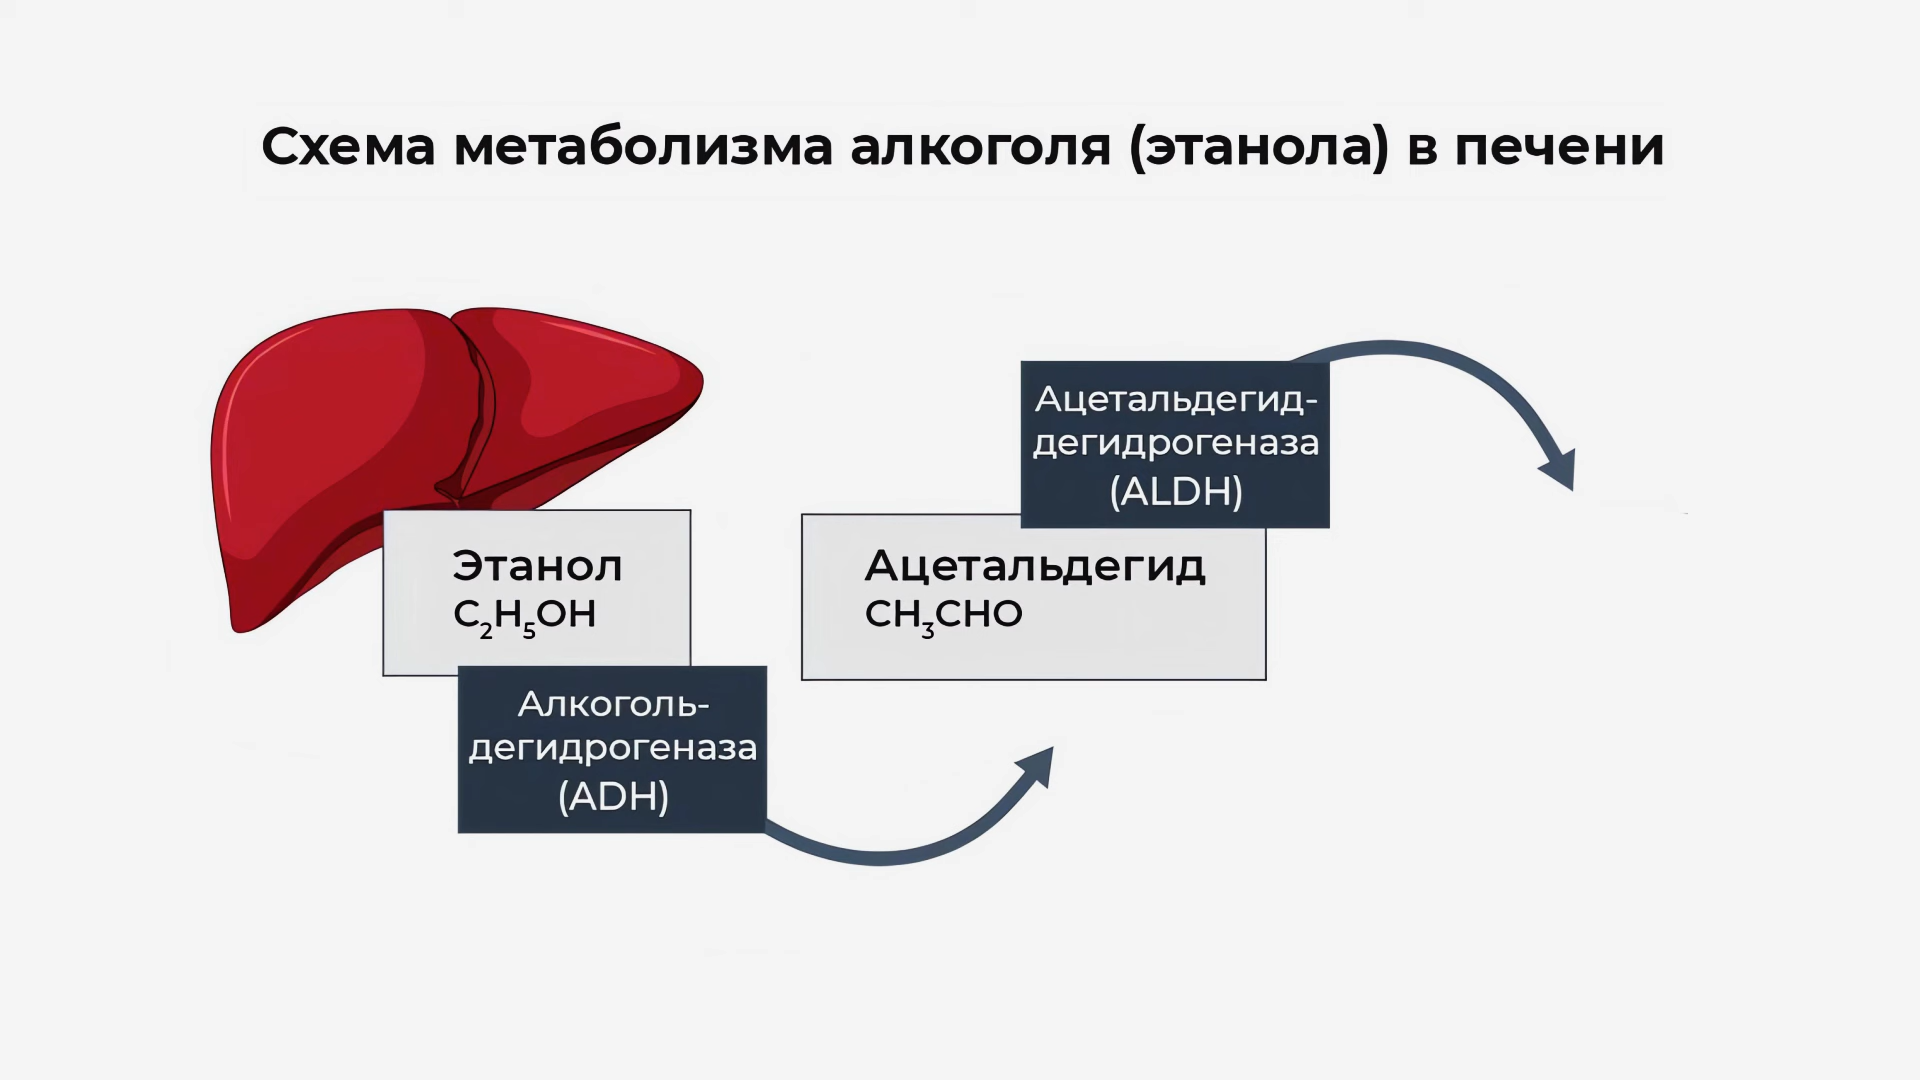 Схема метаболизма алкоголя (этанола) в печени
Этанол
C₂H₅OH
Алкоголь-
дегидрогеназа
(ADH)
Ацетальдегид-
дегидрогеназа
(ALDH)
Ацетальдегид
CH₃CHO